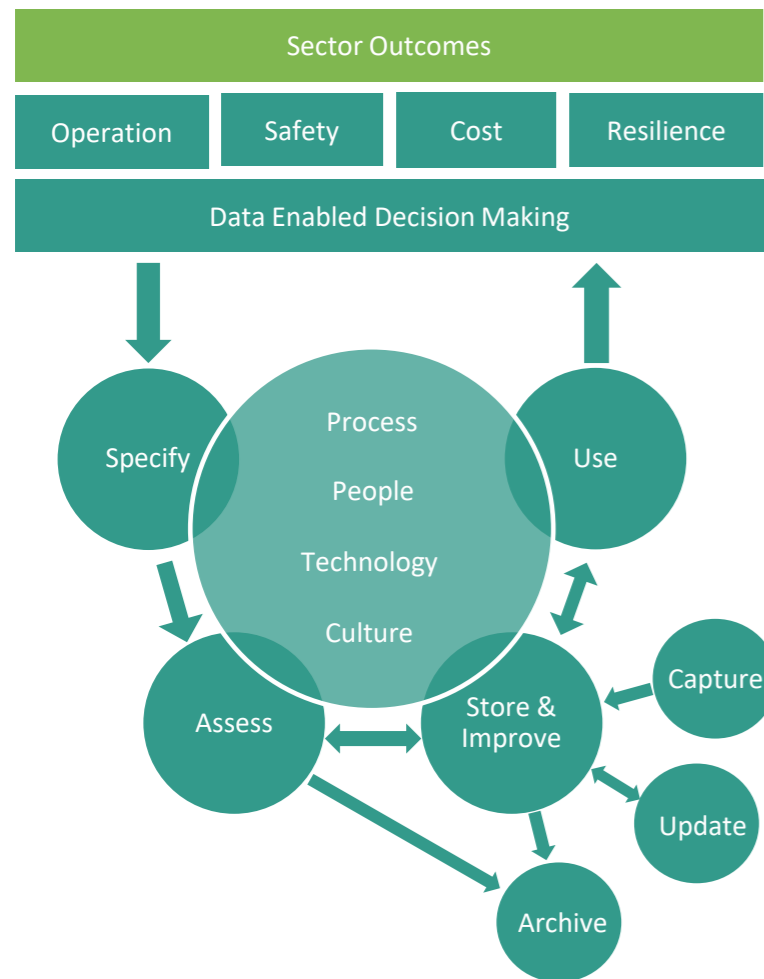 Sector Outcomes
Operation
Safety
Cost
Resilience
Data Enabled Decision Making
Process
Specify
Use
People
Technology
Culture
Capture
Assess
Store &
Improve
Update
Archive